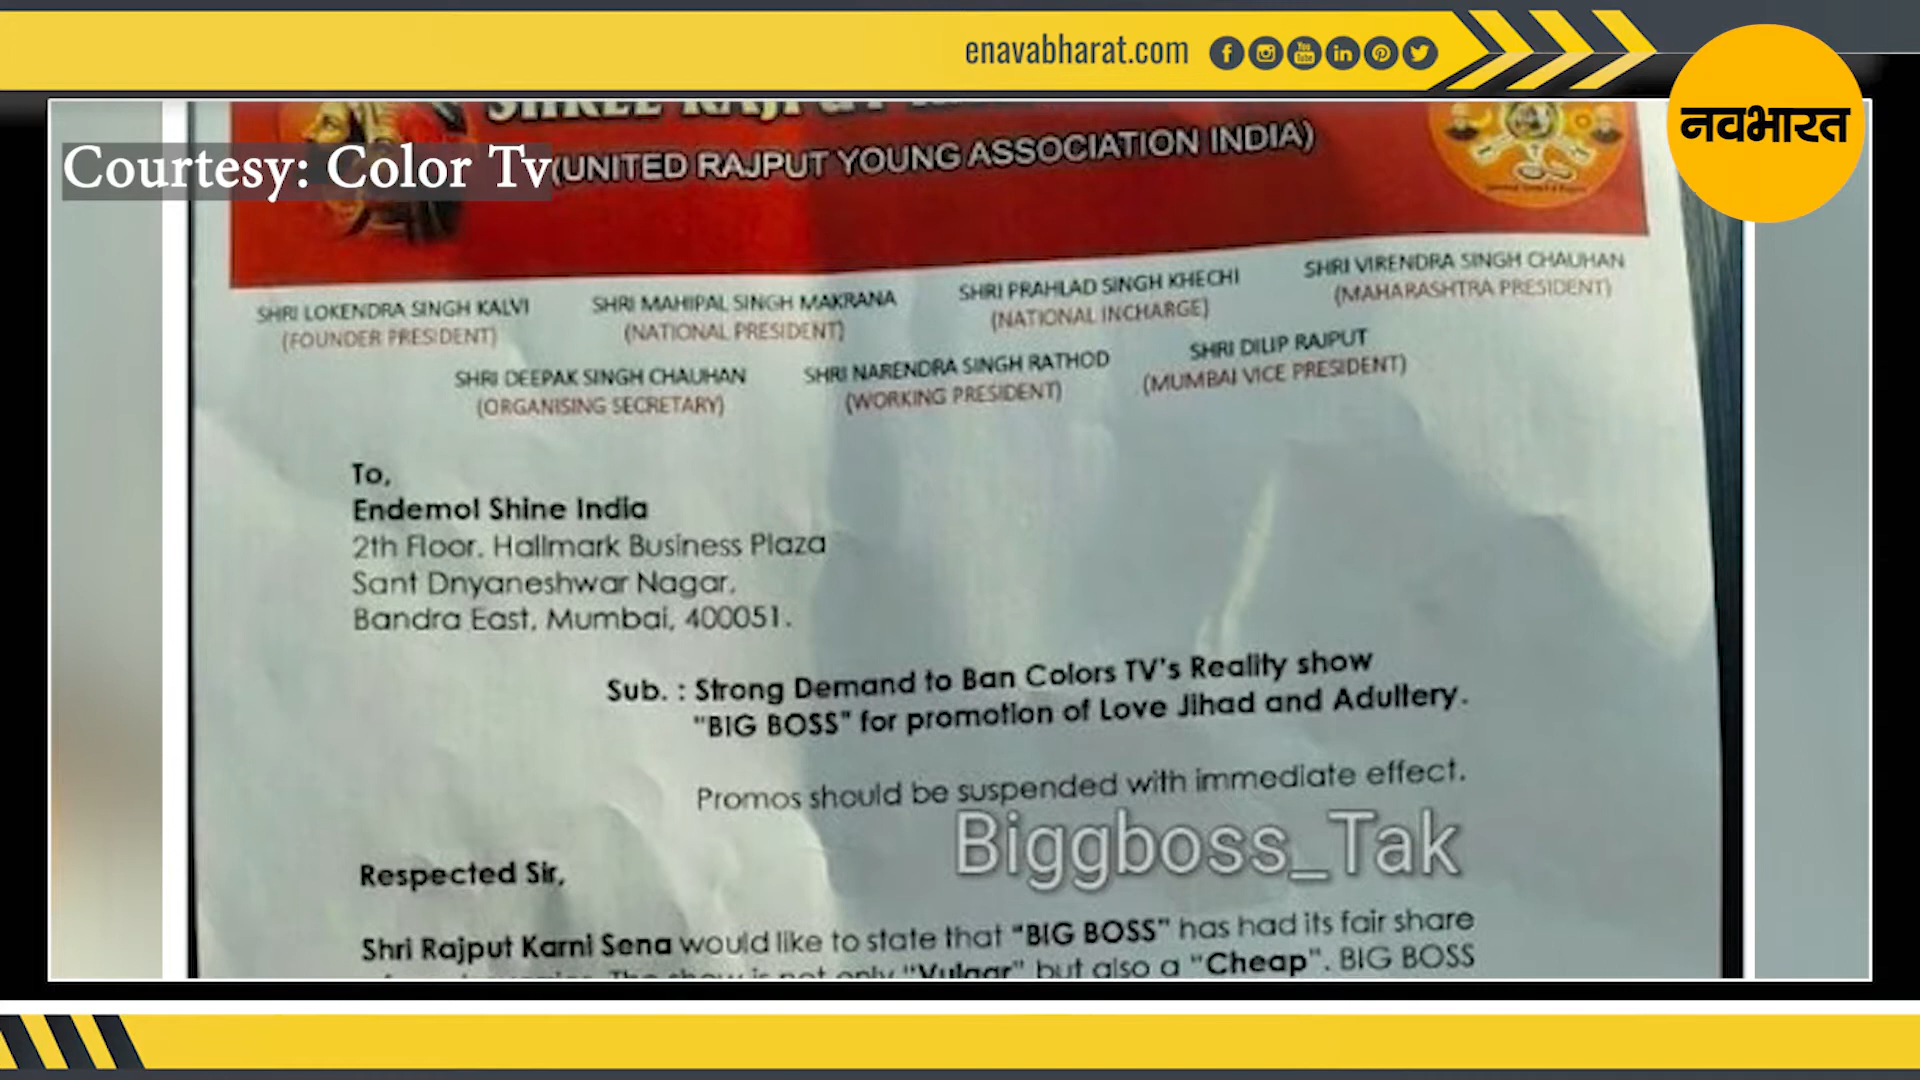 enavabharat.com
नवभारत
Courtesy: Color Tv
(UNITED RAJPUT YOUNG ASSOCIATION INDIA)
SHRI LOKENDRA SINGH KALVI SHRI MAHIPAL SINGH MAKRANA SHRI PRAHLAD SINGH KHECHI SHRI VIRENDRA SINGH CHAUHAN
(FOUNDER PRESIDENT) (NATIONAL PRESIDENT) (NATIONAL INCHARGE) (MAHARASHTRA PRESIDENT)
SHRI DEEPAK SINGH CHAUHAN SHRI NARENDRA SINGH RATHOD SHRI DILIP RAJPUT
(ORGANISING SECRETARY) (WORKING PRESIDENT) (MUMBAI VICE PRESIDENT)
To,
Endemol Shine India
2th Floor. Hallmark Business Plaza
Sant Dnyaneshwar Nagar,
Bandra East, Mumbai, 400051.
Sub. : Strong Demand to Ban Colors TV's Reality show
"BIG BOSS" for promotion of Love Jihad and Adultery.
Promos should be suspended with immediate effect.
Biggboss_Tak
Respected Sir,
Shri Rajput Karni Sena would like to state that "BIG BOSS" has had its fair share
The show is not only "Vulgar" but also a "Cheap". BIG BOSS